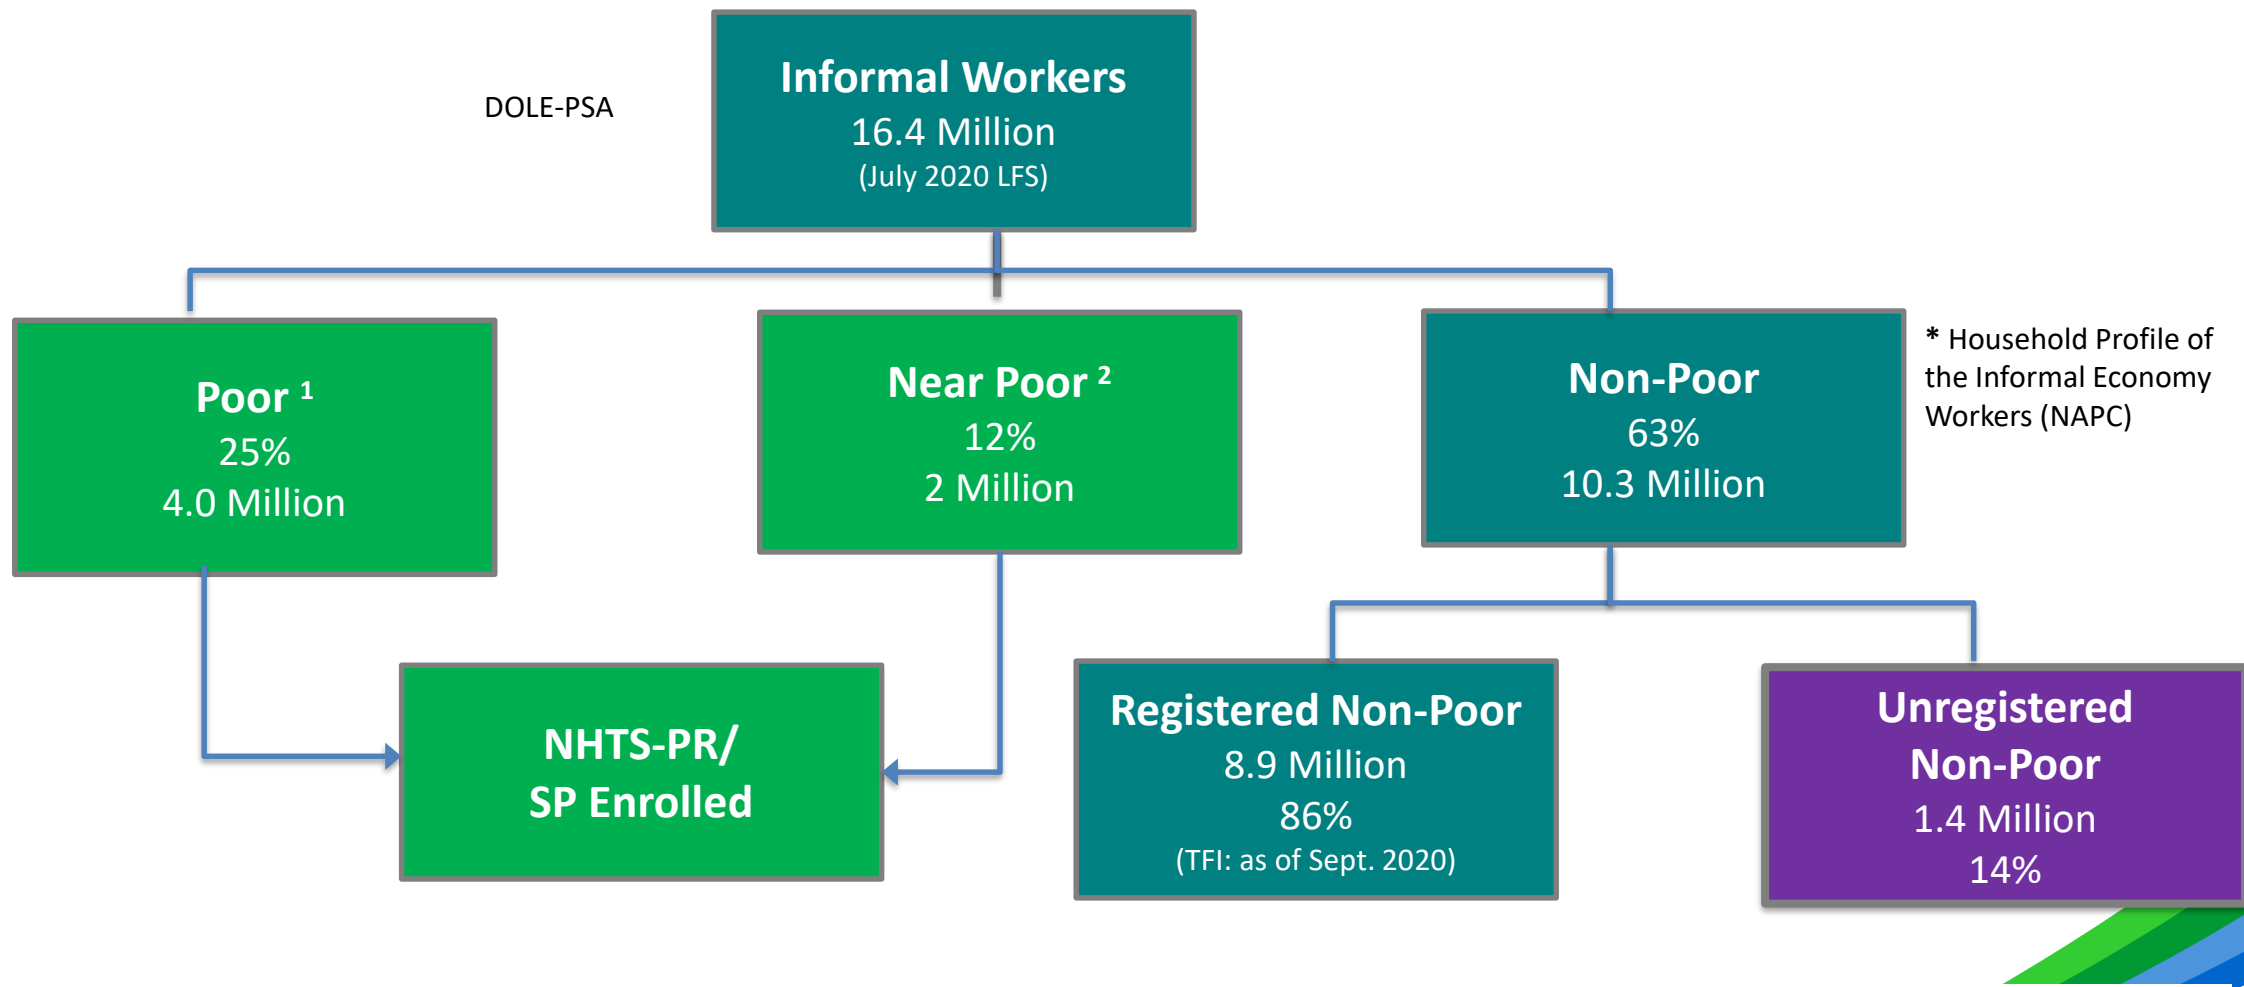 DOLE-PSA
Informal Workers
16.4 Million
(July 2020 LFS)
Poor ¹
25%
4.0 Million
Near Poor ²
12%
2 Million
Non-Poor
63%
10.3 Million
* Household Profile of
the Informal Economy
Workers (NAPC)
NHTS-PR/
SP Enrolled
Registered Non-Poor
8.9 Million
86%
(TFI: as of Sept. 2020)
Unregistered
Non-Poor
1.4 Million
14%